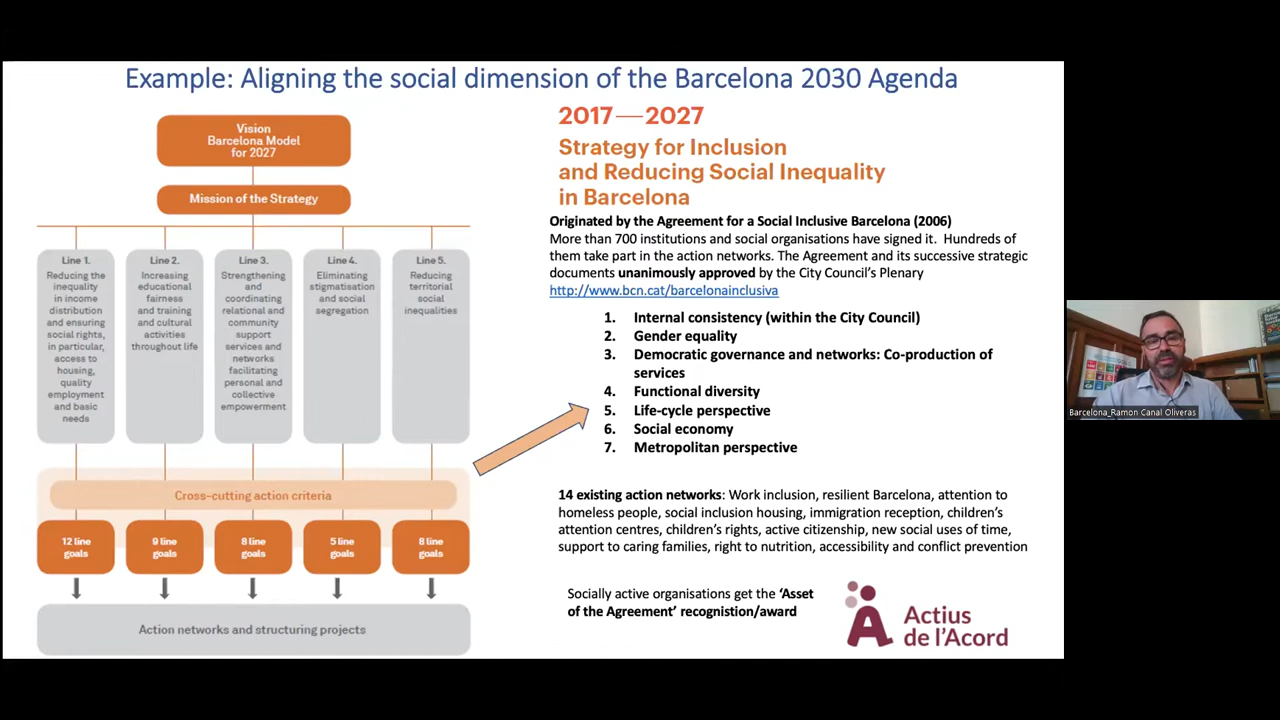 Example: Aligning the social dimension of the Barcelona 2030 Agenda
Vision
Barcelona Model
for 2027
Mission of the Strategy
Line 1.
Reducing the
inequality
in income
distribution
and ensuring
social rights,
in particular,
access to
housing,
quality
employment
and basic
needs
Line 2.
Increasing
educational
fairness
and training
and cultural
activities
throughout life
Line 3.
Strengthening
and
coordinating
relational and
community
support
services and
networks
facilitating
personal and
collective
empowerment
Line 4.
Eliminating
stigmatisation
and social
segregation
Line 5.
Reducing
territorial
social
inequalities
Cross-cutting action criteria
12 line
goals
9 line
goals
8 line
goals
5 line
goals
8 line
goals
Action networks and structuring projects
2017—2027
Strategy for Inclusion
and Reducing Social Inequality
in Barcelona
Originated by the Agreement for a Social Inclusive Barcelona (2006)
More than 700 institutions and social organisations have signed it. Hundreds of
them take part in the action networks. The Agreement and its successive strategic
documents unanimously approved by the City Council's Plenary
http://www.bcn.cat/barcelonainclusiva
1. Internal consistency (within the City Council)
2. Gender equality
3. Democratic governance and networks: Co-production of
services
4. Functional diversity
5. Life-cycle perspective
6. Social economy
7. Metropolitan perspective
14 existing action networks: Work inclusion, resilient Barcelona, attention to
homeless people, social inclusion housing, immigration reception, children's
attention centres, children's rights, active citizenship, new social uses of time,
support to caring families, right to nutrition, accessibility and conflict prevention
Socially active organisations get the 'Asset
of the Agreement' recognistion/award
Actius
de l'Acord
Barcelona_Ramon Canal Oliveras